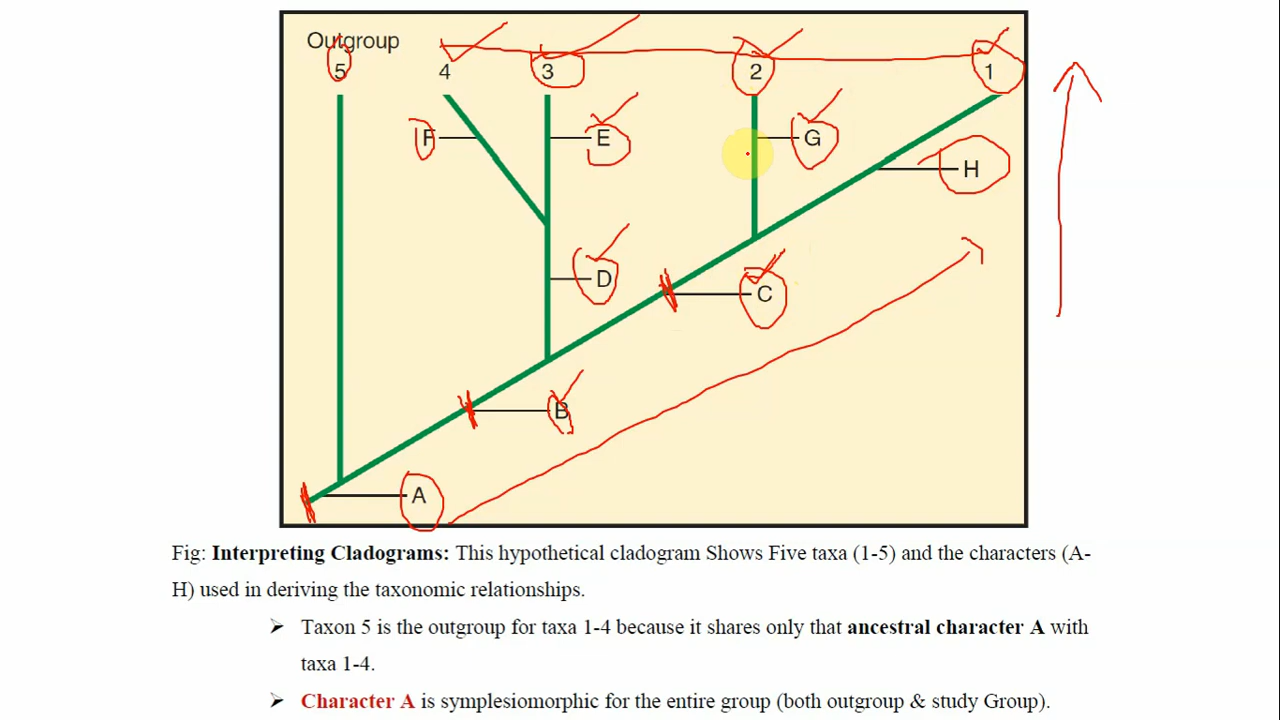 Outgroup
5 4 3 2 1
F E G
H
D
C
B
A
Fig: Interpreting Cladograms: This hypothetical cladogram Shows Five taxa (1-5) and the characters (A-
H) used in deriving the taxonomic relationships.
➢ Taxon 5 is the outgroup for taxa 1-4 because it shares only that ancestral character A with
taxa 1-4.
➢ Character A is symplesiomorphic for the entire group (both outgroup & study Group).